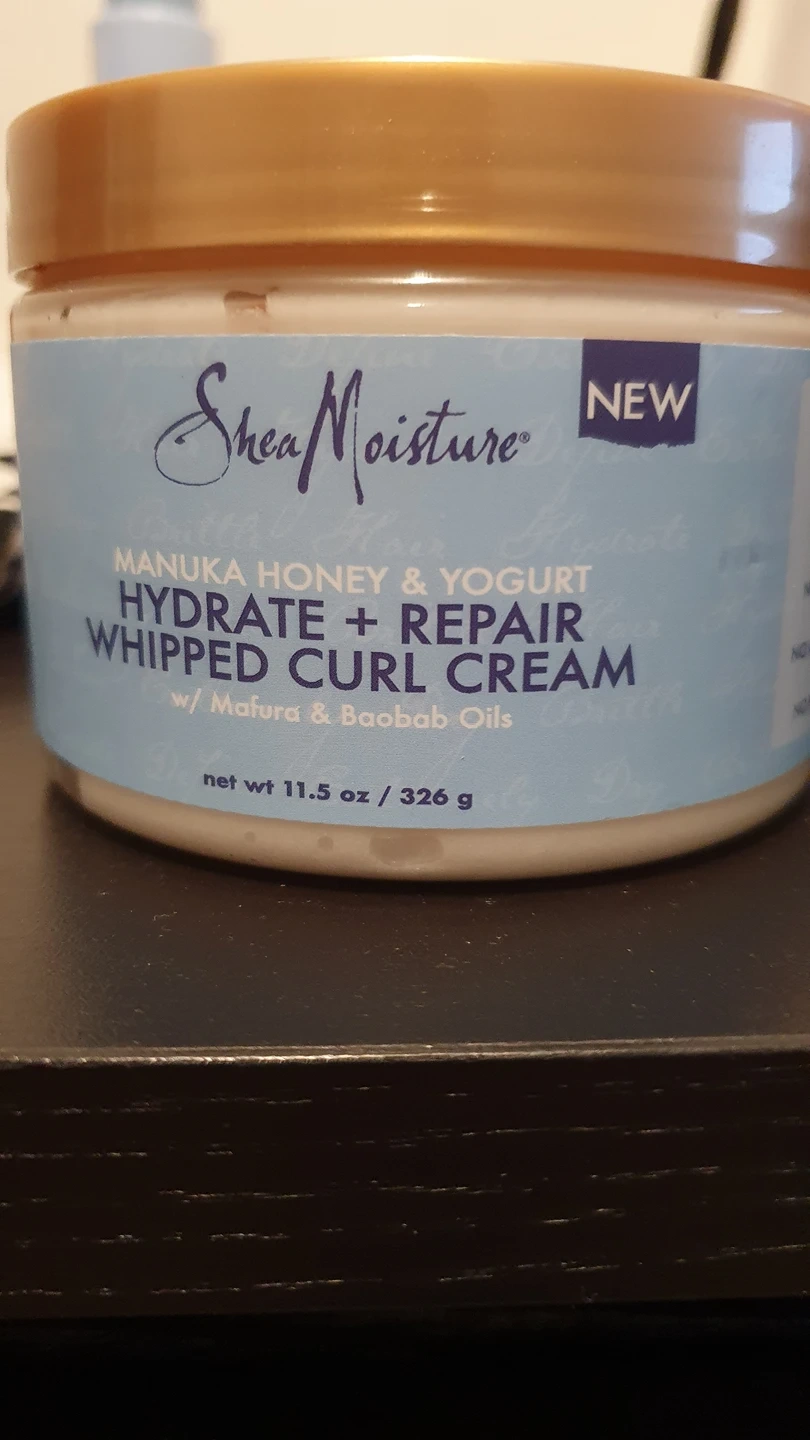 SheaMoisture®
NEW
MANUKA HONEY & YOGURT
HYDRATE + REPAIR
WHIPPED CURL CREAM
w/ Mafura & Baobab Oils
net wt 11.5 oz / 326 g